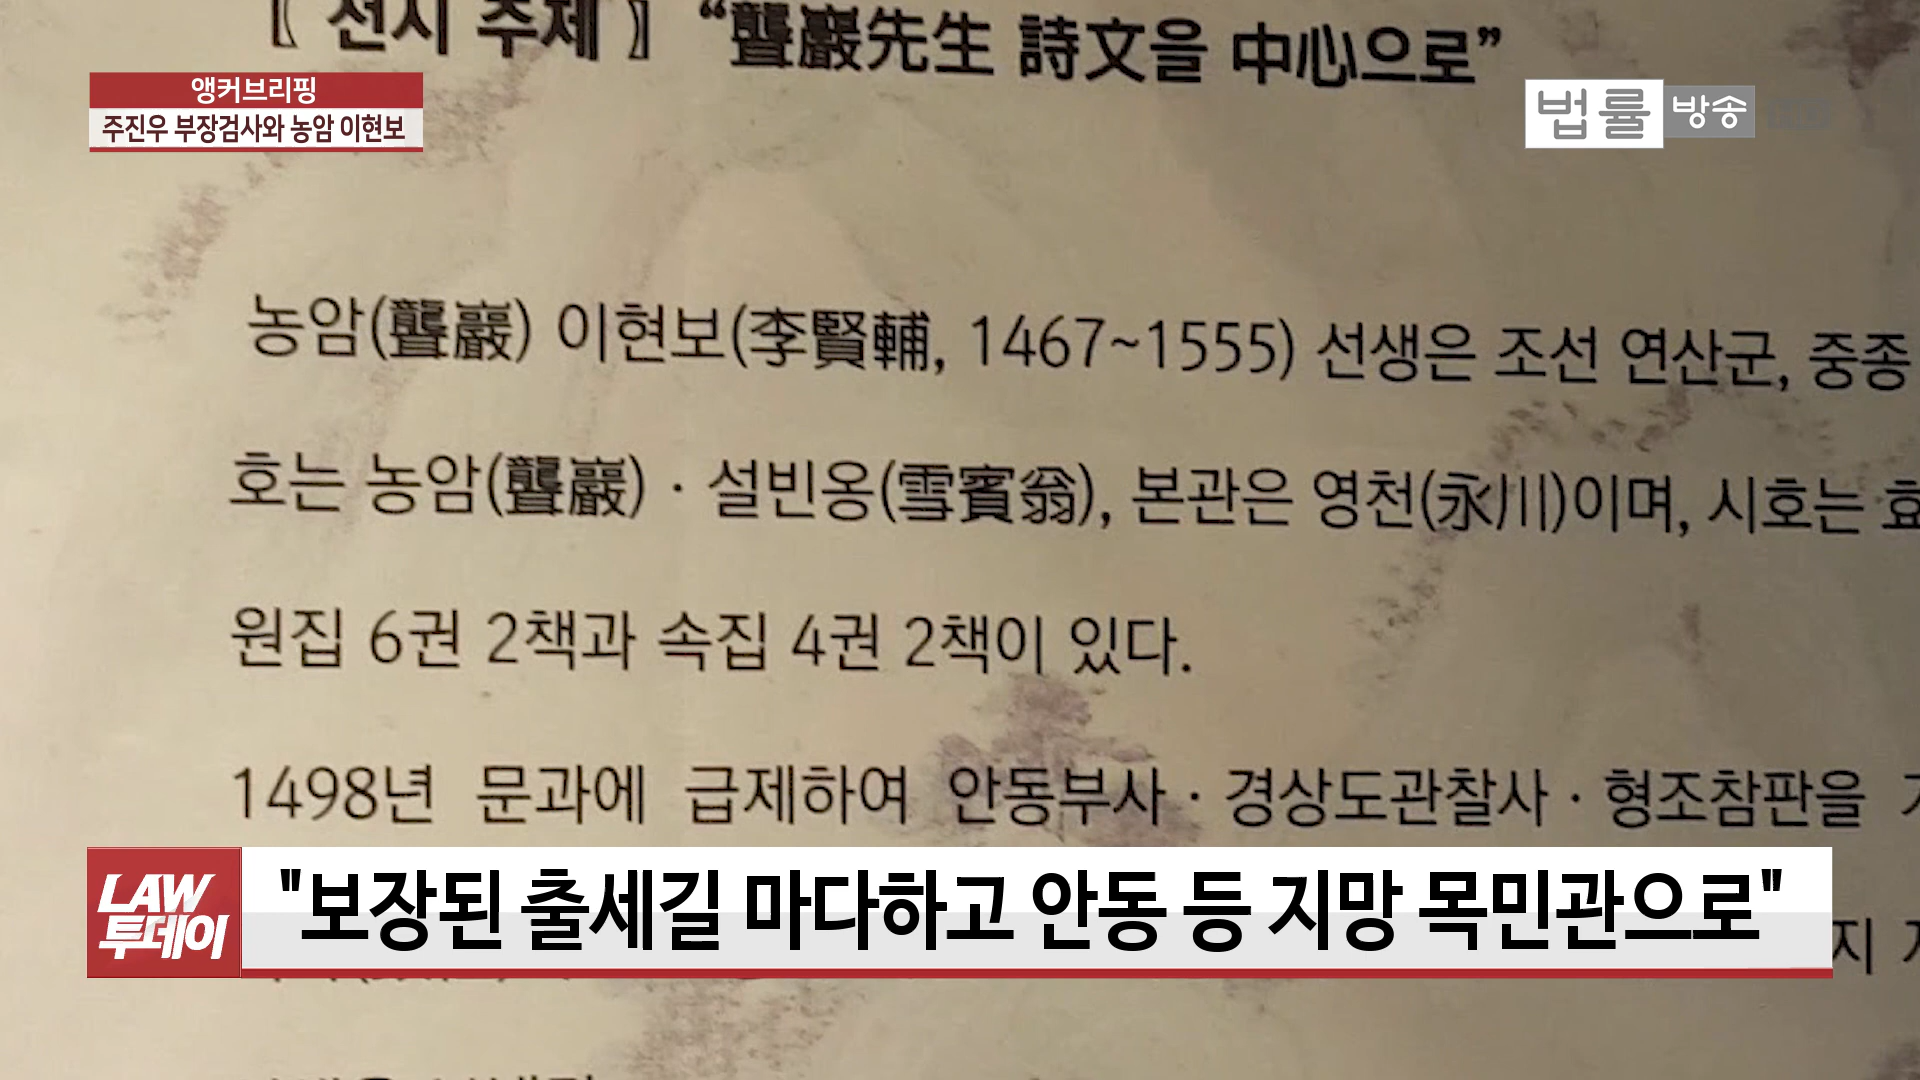 [ 전시 주제 ] “聾巖先生 詩文을 中心으로”
앵커브리핑
주진우 부장검사와 농암 이현보
법률방송
농암(聾巖) 이현보(李賢輔, 1467~1555) 선생은 조선 연산군, 중종
호는 농암(聾巖)·설빈옹(雪賓翁), 본관은 영천(永川)이며, 시호는 효
원집 6권 2책과 속집 4권 2책이 있다.
1498년 문과에 급제하여 안동부사·경상도관찰사·형조참판을
LAW 투데이
"보장된 출세길 마다하고 안동 등 지망 목민관으로"
지